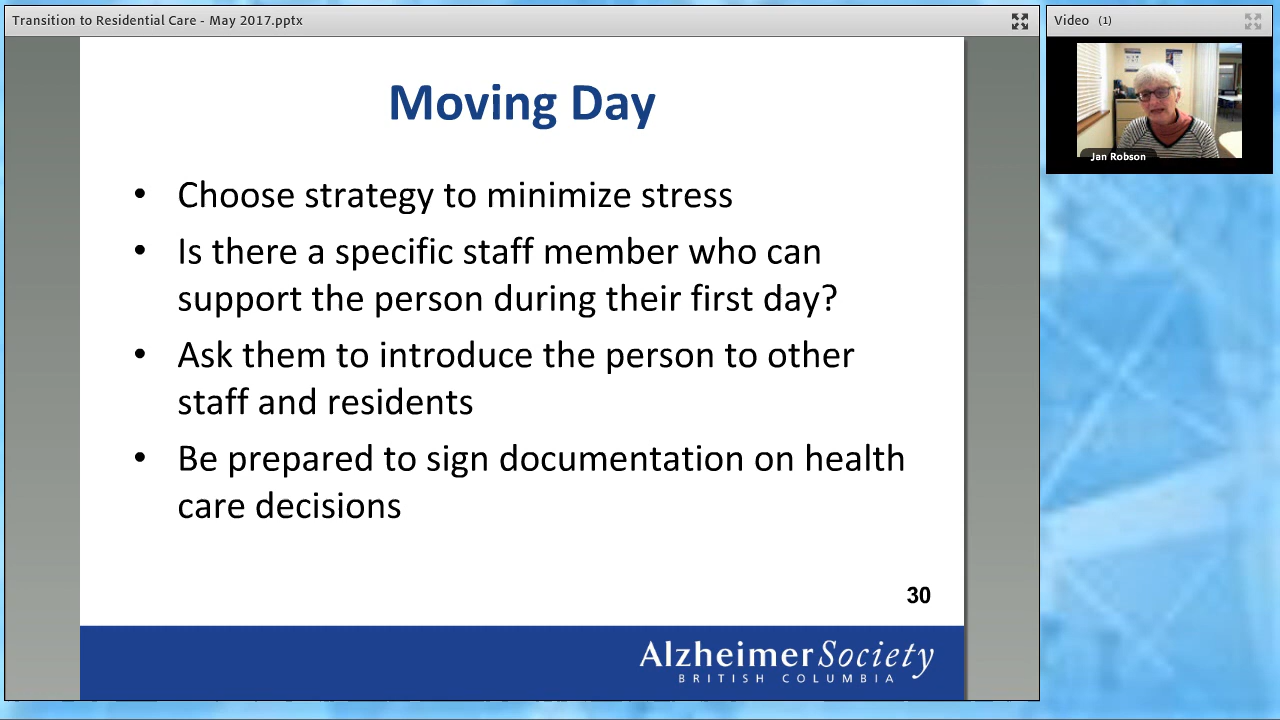 Transition to Residential Care - May 2017.pptx
Video (1)
Jan Robson
Moving Day
• Choose strategy to minimize stress
• Is there a specific staff member who can
support the person during their first day?
• Ask them to introduce the person to other
staff and residents
• Be prepared to sign documentation on health
care decisions
30
AlzheimerSociety
BRITISH COLUMBIA